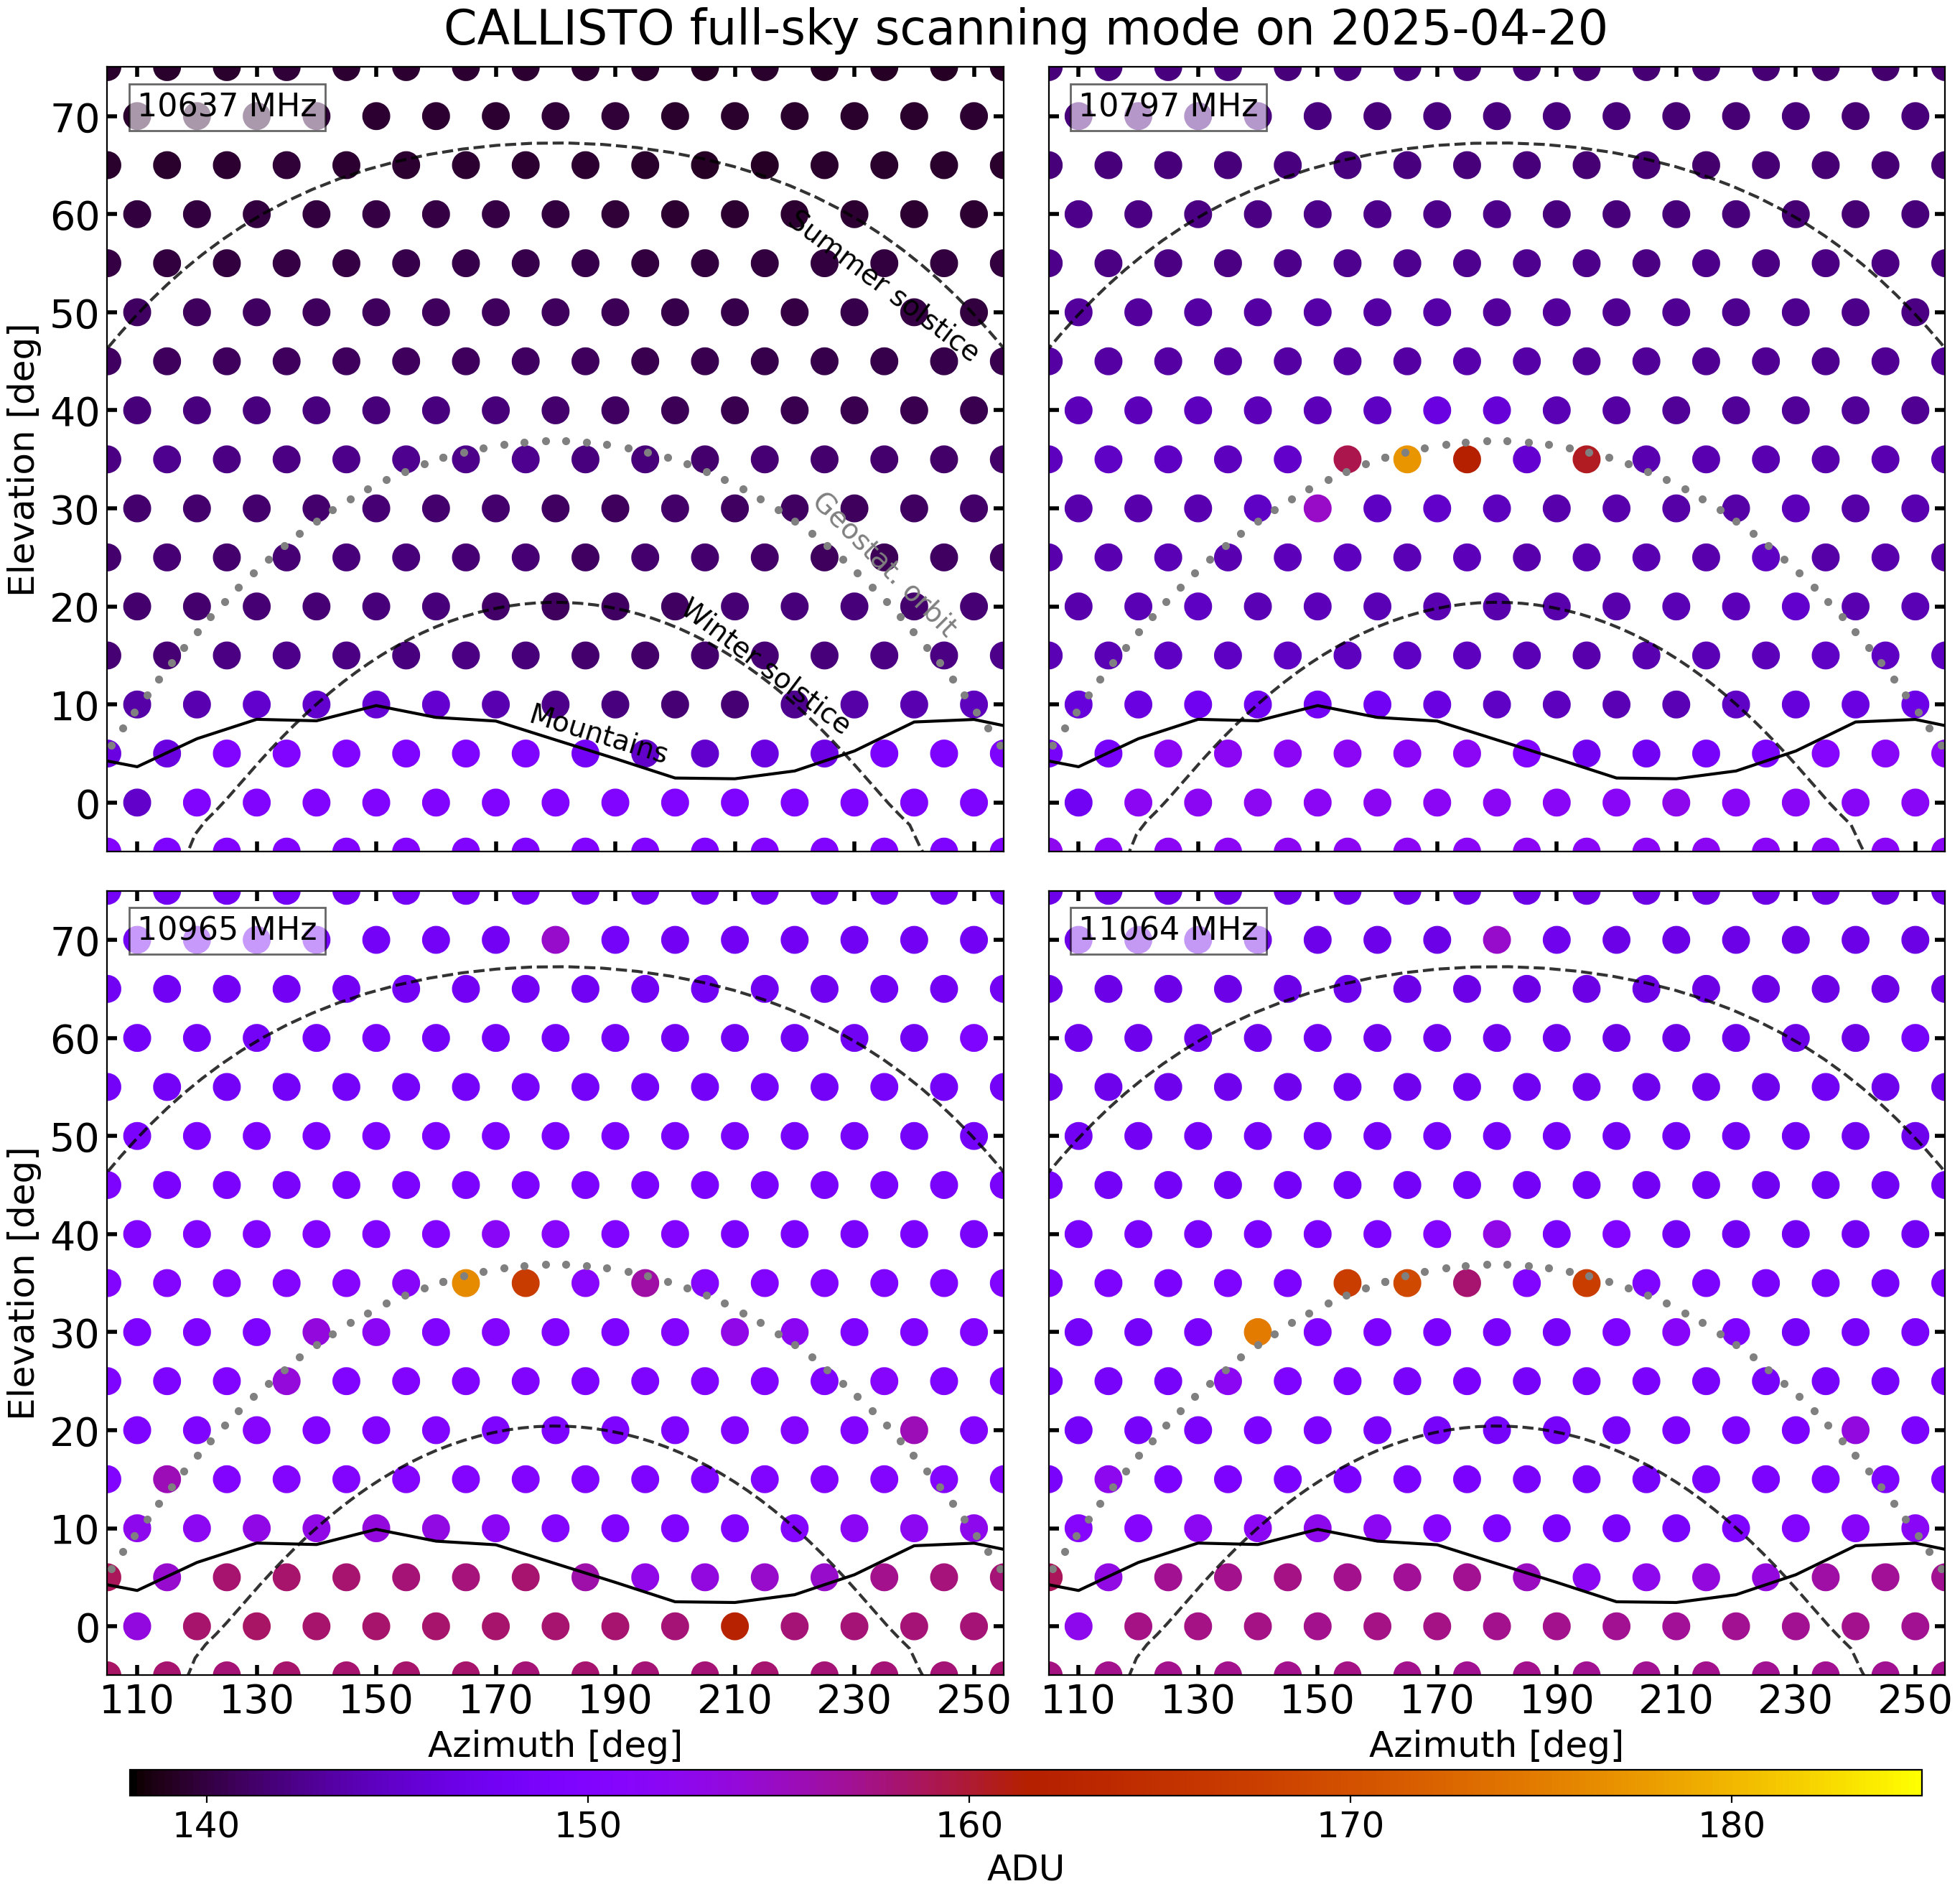 CALLISTO full-sky scanning mode on 2025-04-20
10637 MHz
10797 MHz
70
60
50
40
30
20
10
0
Elevation [deg]
Summer solstice
Geostat. orbit
Winter solstice
Mountains
10965 MHz
11064 MHz
70
60
50
40
30
20
10
0
Elevation [deg]
110 130 150 170 190 210 230 250
110 130 150 170 190 210 230 250
Azimuth [deg]
Azimuth [deg]
140 150 160 170 180
ADU